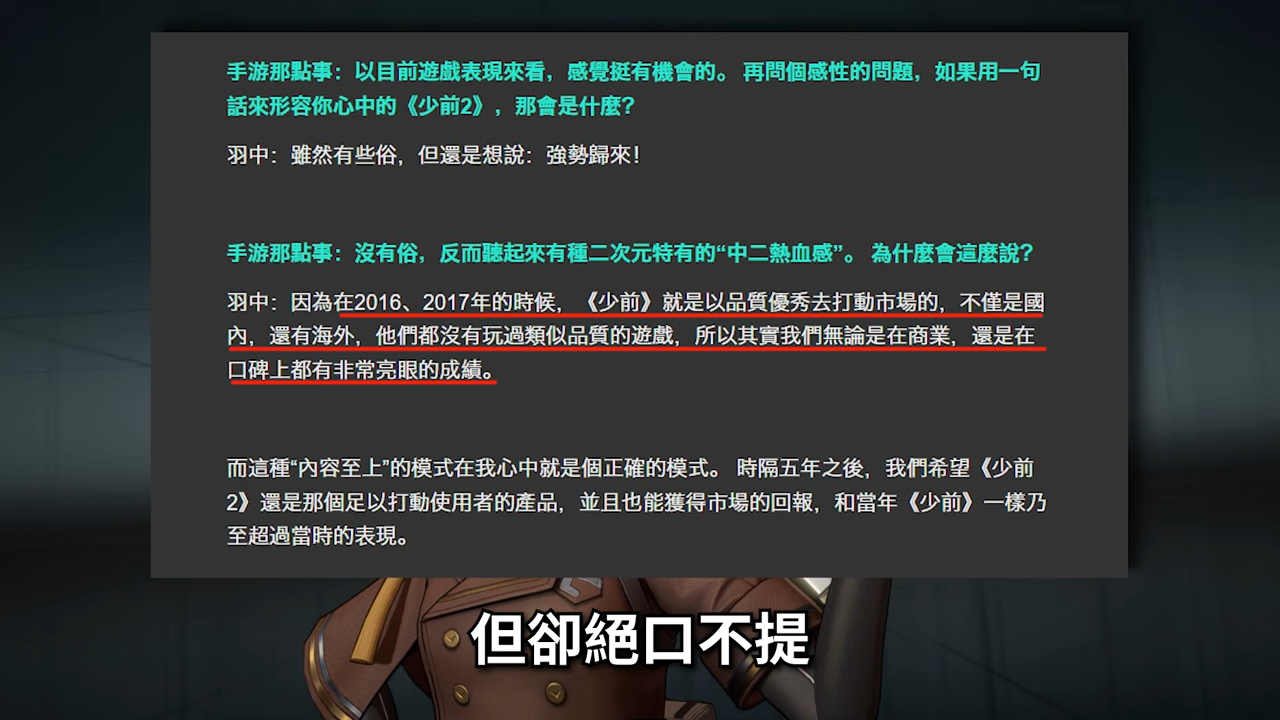 手游那點事：以目前遊戲表現來看，感覺挺有機會的。 再問個感性的問題，如果用一句
話來形容你心中的《少前2》，那會是什麼？
羽中：雖然有些俗，但還是想說：強勢歸來！
手游那點事：沒有俗，反而聽起來有種二次元特有的“中二熱血感”。 為什麼會這麼說？
羽中：因為在2016、2017年的時候，《少前》就是以品質優秀去打動市場的，不僅是國
內，還有海外，他們都沒有玩過類似品質的遊戲，所以其實我們無論是在商業，還是在
口碑上都有非常亮眼的成績。
而這種“內容至上”的模式在我心中就是個正確的模式。 時隔五年之後，我們希望《少前
2》還是那個足以打動使用者的產品，並且也能獲得市場的回報，和當年《少前》一樣乃
至超過當時的表現。
但卻絕口不提